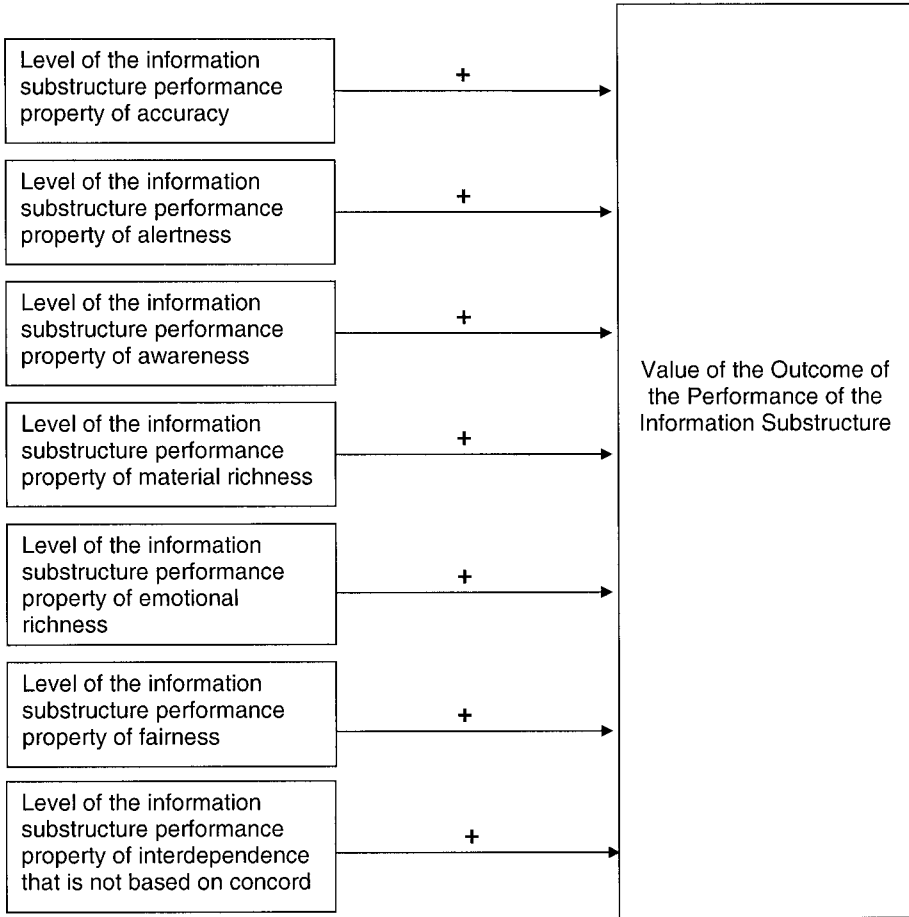 Level of the information
substructure performance
property of accuracy
+
Level of the information
substructure performance
property of alertness
+
Level of the information
substructure performance
property of awareness
+
Level of the information
substructure performance
property of material richness
+
Level of the information
substructure performance
property of emotional
richness
+
Level of the information
substructure performance
property of fairness
+
Level of the information
substructure performance
property of interdependence
that is not based on concord
+
Value of the Outcome of
the Performance of the
Information Substructure